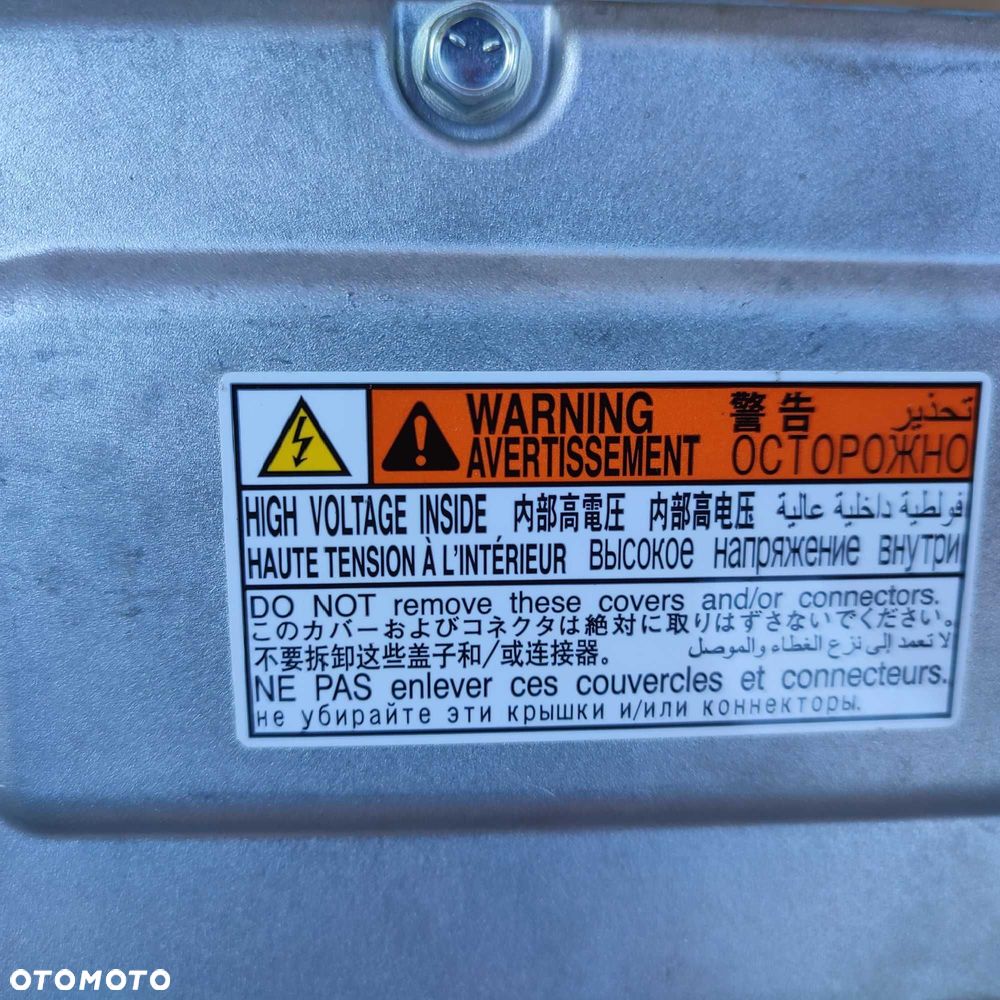 WARNING 警告 تحذير
AVERTISSEMENT ОСТОРОЖНО
HIGH VOLTAGE INSIDE 内部高電圧 内部高电压 فولطية داخلية عالية
HAUTE TENSION À L'INTÉRIEUR высокое напряжение внутри
DO NOT remove these covers and/or connectors.
このカバーおよびコネクタは絶対に取りはずさないでください。
不要拆卸这些盖子和/或连接器。 لا تعمد إلى نزع الغطاء والموصل
NE PAS enlever ces couvercles et connecteurs.
не убирайте эти крышки и/или коннекторы.
OTOMOTO